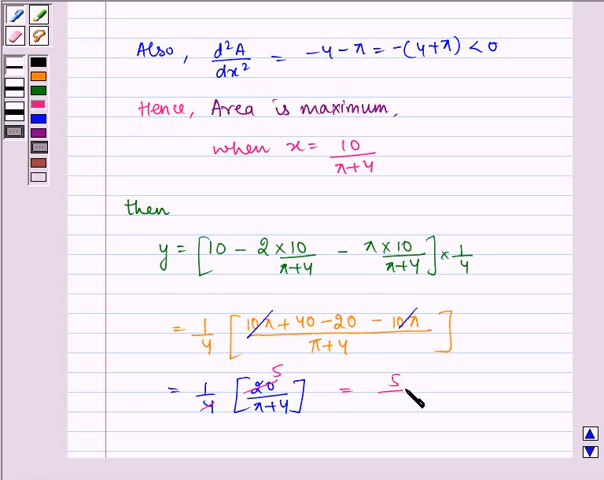 Also, d²A/dx² = -4 - π = -(4+π) < 0
Hence, Area is maximum,
when x = 10/(π+4)
then
y = [10 - 2×10/(π+4) - π×10/(π+4)] × 1/4
= 1/4 [(10π + 40 - 20 - 10π)/(π+4)]
= 1/4 [20/(π+4)] 5 = 5